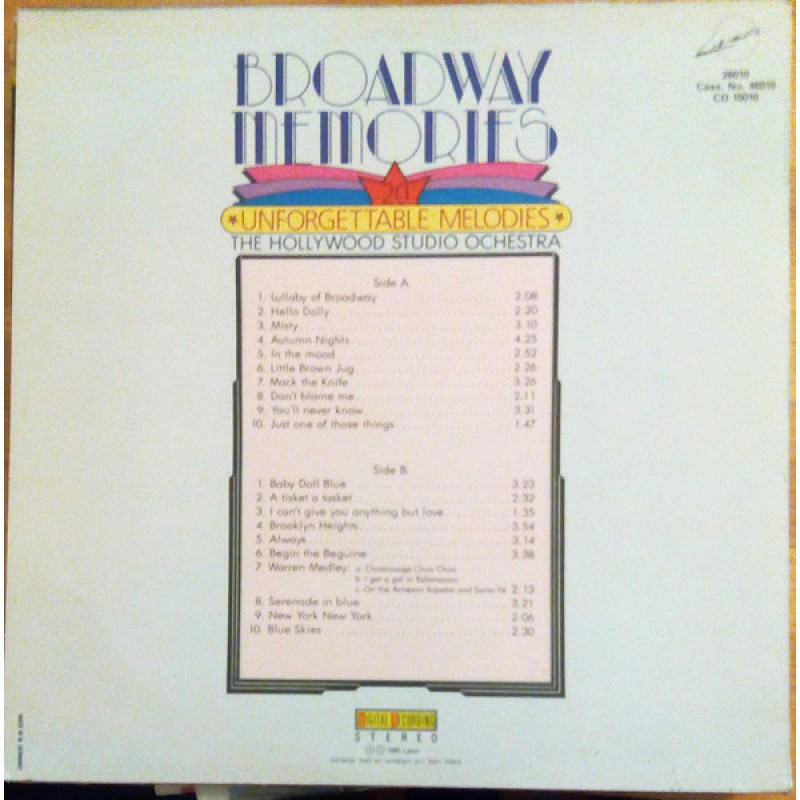 BROADWAY
MEMORIES
20
UNFORGETTABLE MELODIES
THE HOLLYWOOD STUDIO OCHESTRA
Cass. No. 46010
CD 16010
Side A.
1. Lullaby of Broadway 2.08
2. Hello Dolly 2.20
3. Misty 3.10
4. Autumn Nights 4.25
5. In the mood 2.52
6. Little Brown Jug 2.26
7. Mack the Knife 3.26
8. Don't blame me 2.11
9. You'll never know 3.31
10. Just one of those things 1.47
Side B.
1. Baby Doll Blue 3.23
2. A tisket a tasket 2.32
3. I can't give you anything but love 1.35
4. Brooklyn Heights 3.54
5. Always 3.14
6. Begin the Beguine 3.38
7. Warren Medley: a. Chattanooga Choo Choo
b. I got a gal in Kalamazoo
c. On the Acheson Topeka and Santa Fe 2.13
8. Serenade in blue 3.21
9. New York New York 2.06
10. Blue Skies 2.30
DIGITAL RECORDING
STEREO